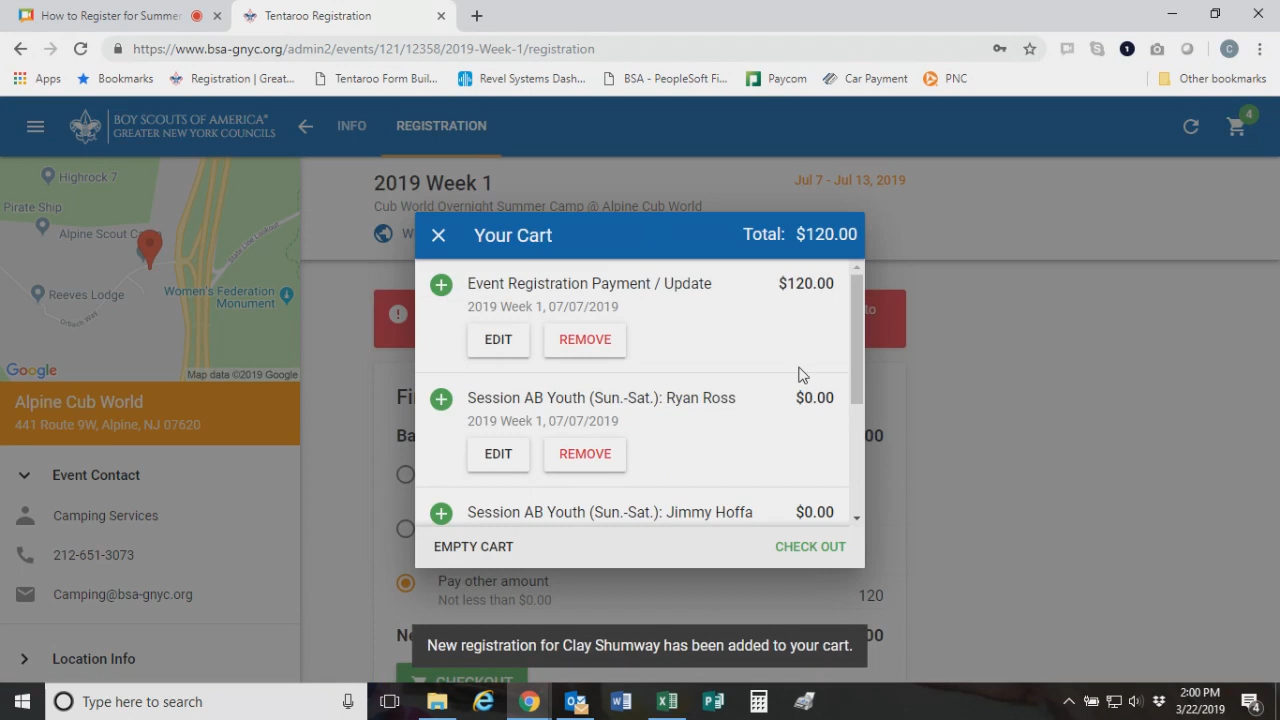 How to Register for Summer
Tentaroo Registration
https://www.bsa-gnyc.org/admin2/events/121/12358/2019-Week-1/registration
1
C
Apps
Bookmarks
Registration | Great...
Tentaroo Form Buil...
Revel Systems Dash...
BSA - PeopleSoft Fi...
Paycom
Car Payment
PNC
Other bookmarks
BOY SCOUTS OF AMERICA®
GREATER NEW YORK COUNCILS
INFO
REGISTRATION
4
Highrock 7
Pirate Ship
Alpine Scout
Reeves Lodge
Women's Federation
Monument
Google
Map data ©2019 Google
Alpine Cub World
441 Route 9W, Alpine, NJ 07620
Event Contact
Camping Services
212-651-3073
Camping@bsa-gnyc.org
Location Info
2019 Week 1
Jul 7 - Jul 13, 2019
Cub World Overnight Summer Camp @ Alpine Cub World
to
Your Cart
Total: $120.00
Event Registration Payment / Update
$120.00
2019 Week 1, 07/07/2019
EDIT
REMOVE
Session AB Youth (Sun.-Sat.): Ryan Ross
$0.00
2019 Week 1, 07/07/2019
EDIT
REMOVE
Session AB Youth (Sun.-Sat.): Jimmy Hoffa
$0.00
EMPTY CART
CHECK OUT
Pay other amount
Not less than $0.00
120
New registration for Clay Shumway has been added to your cart.
CHECKOUT
Type here to search
2:00 PM
3/22/2019
4